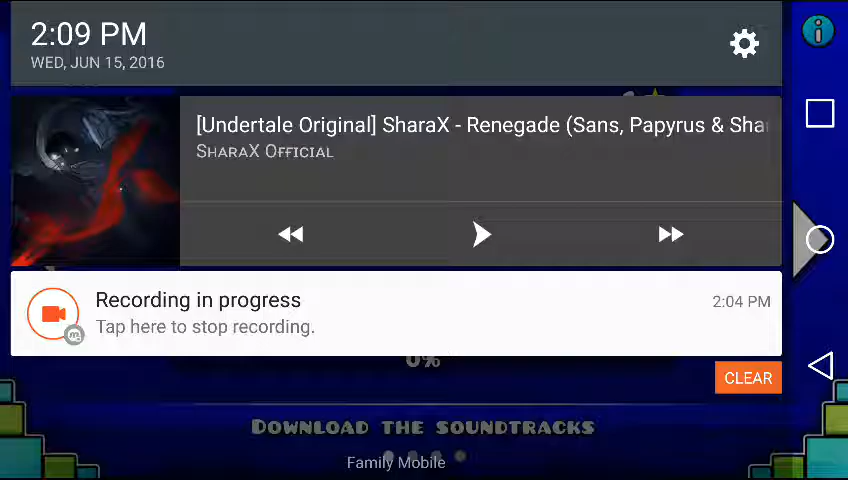 2:09 PM
WED, JUN 15, 2016
[Undertale Original] SharaX - Renegade (Sans, Papyrus & Sha
SharaX Official
Recording in progress
2:04 PM
Tap here to stop recording.
0%
CLEAR
Download the soundtracks
Family Mobile